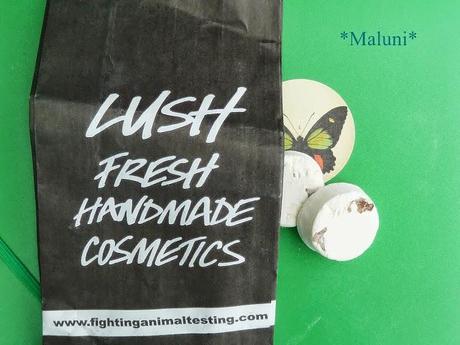 *Maluni*
LUSH
FRESH
HANDMADE
COSMETICS
www.fightinganimaltesting.com